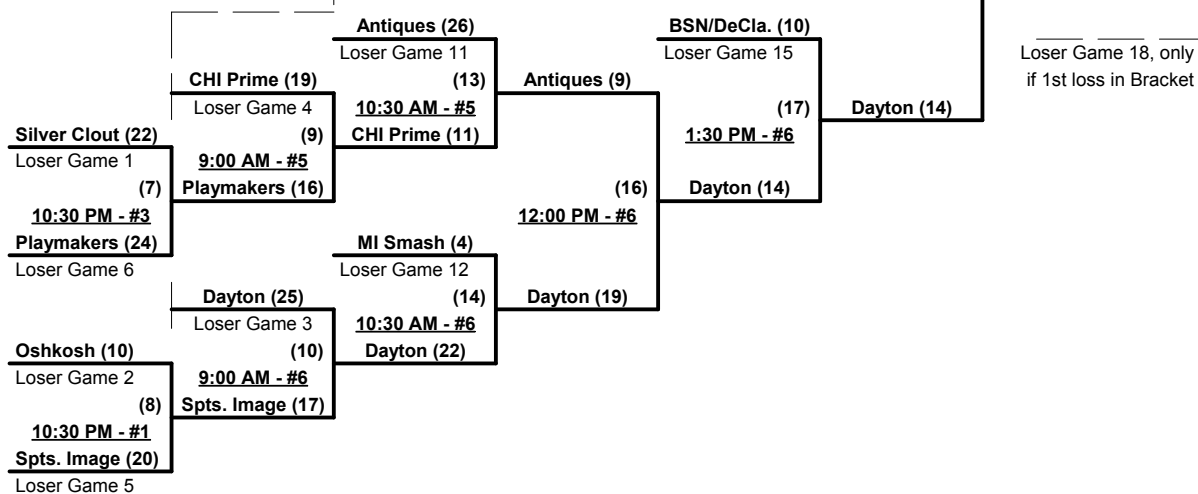 Antiques (26)
BSN/DeCla. (10)
Loser Game 11
Loser Game 15
Loser Game 18, only
if 1st loss in Bracket
CHI Prime (19)
(13)
Antiques (9)
Loser Game 4
10:30 AM - #5
(17)
Dayton (14)
Silver Clout (22)
(9)
CHI Prime (11)
1:30 PM - #6
Loser Game 1
9:00 AM - #5
(7)
Playmakers (16)
(16)
Dayton (14)
10:30 PM - #3
12:00 PM - #6
Playmakers (24)
MI Smash (4)
Loser Game 6
Loser Game 12
Dayton (25)
(14)
Dayton (19)
Loser Game 3
10:30 AM - #6
Oshkosh (10)
(10)
Dayton (22)
Loser Game 2
9:00 AM - #6
(8)
Spts. Image (17)
10:30 PM - #1
Spts. Image (20)
Loser Game 5